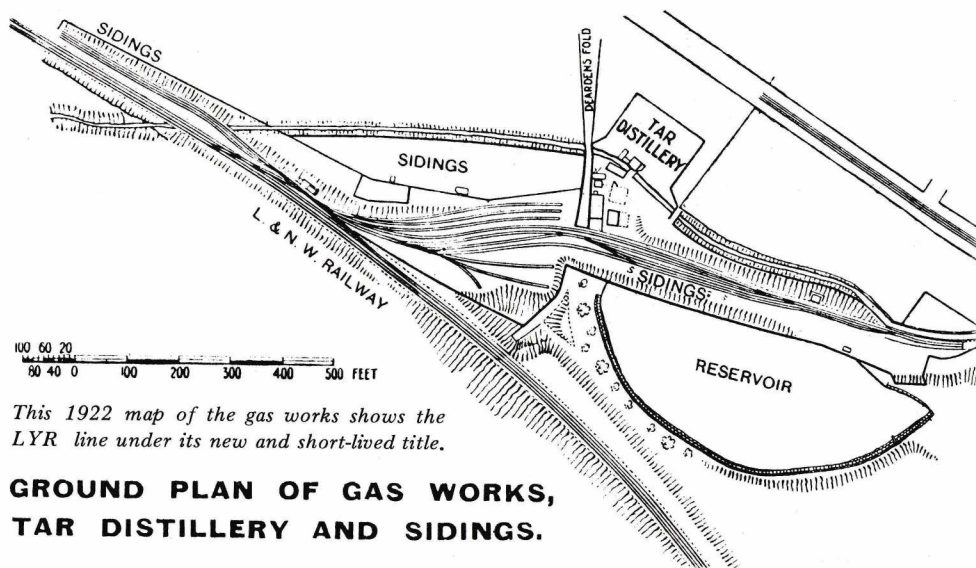 SIDINGS
DEARDENS FOLD
TAR
DISTILLERY
SIDINGS
L. & N. W. RAILWAY
S SIDINGS S
RESERVOIR
100 60 20
80 40 0 100 200 300 400 500 FEET
This 1922 map of the gas works shows the
LYR line under its new and short-lived title.
GROUND PLAN OF GAS WORKS,
TAR DISTILLERY AND SIDINGS.